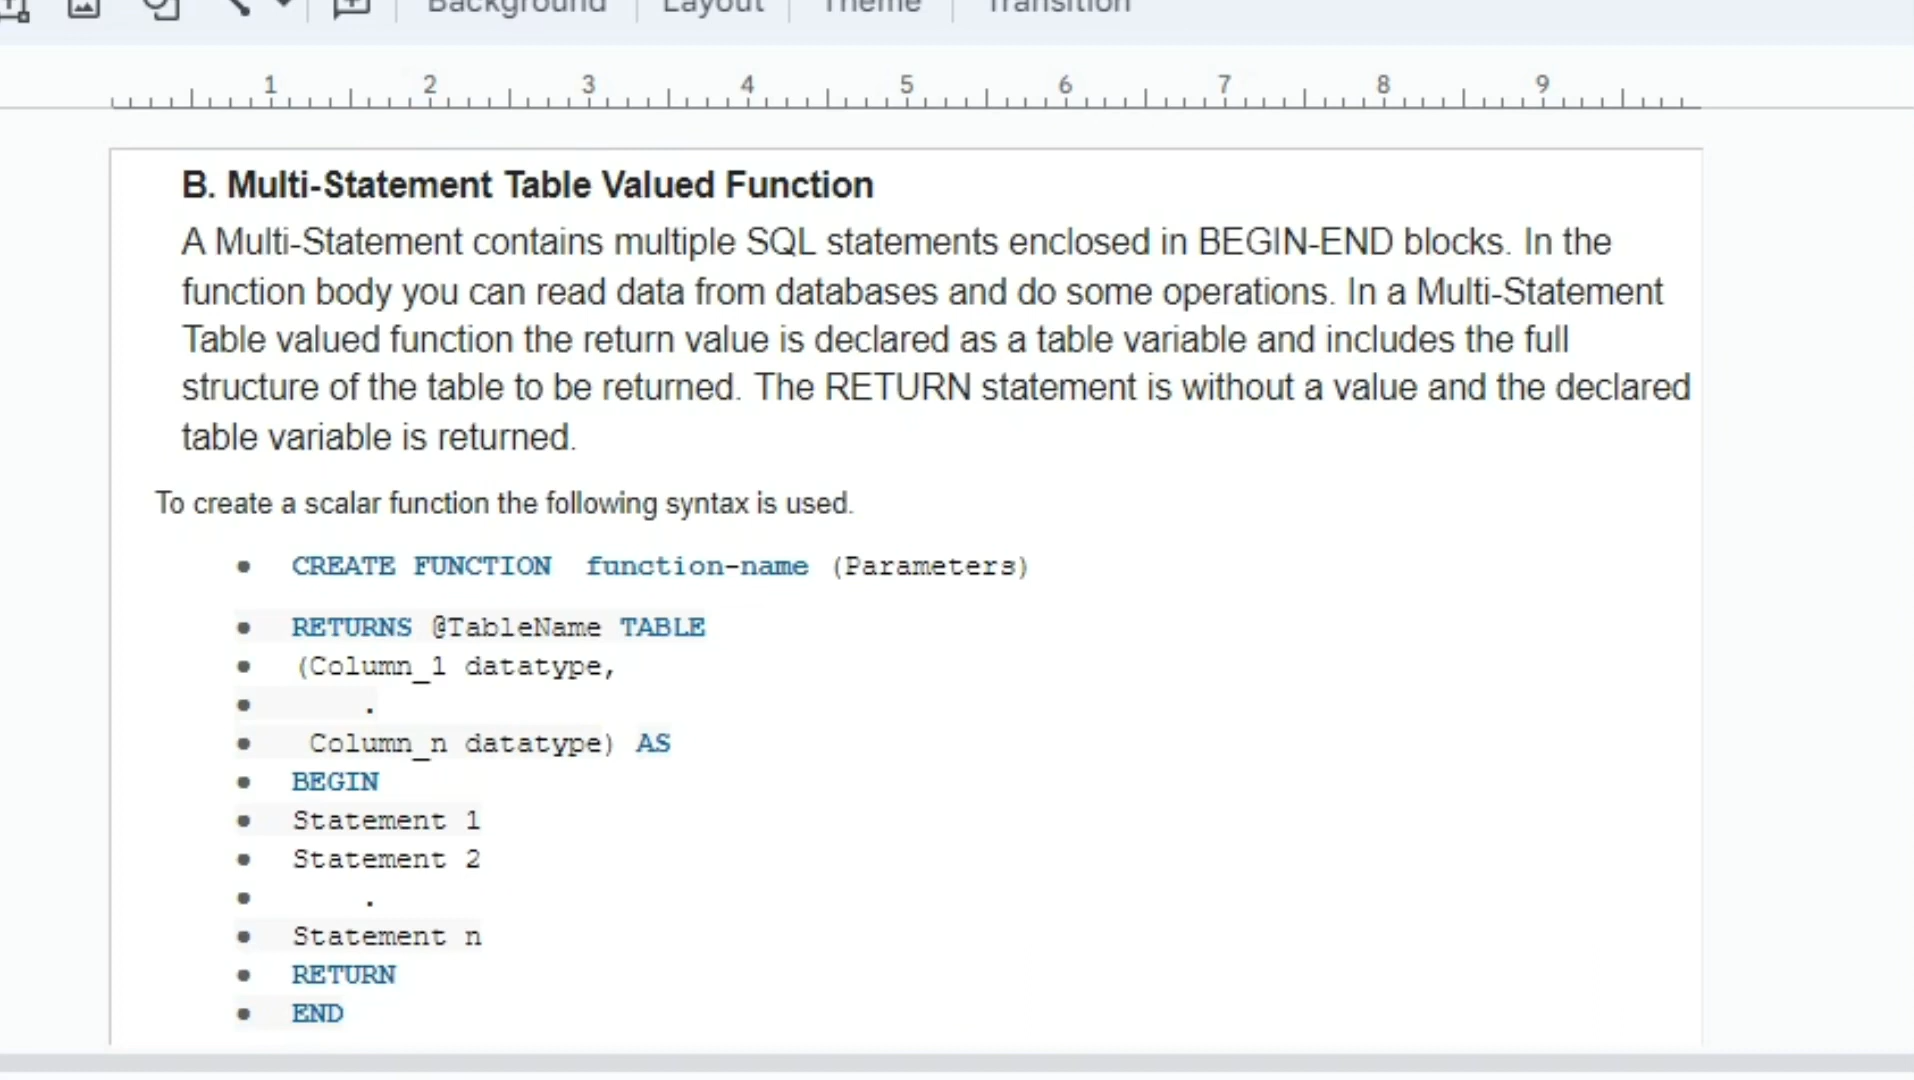 Background Layout Theme Transition
1 2 3 4 5 6 7 8 9
B. Multi-Statement Table Valued Function
A Multi-Statement contains multiple SQL statements enclosed in BEGIN-END blocks. In the
function body you can read data from databases and do some operations. In a Multi-Statement
Table valued function the return value is declared as a table variable and includes the full
structure of the table to be returned. The RETURN statement is without a value and the declared
table variable is returned.
To create a scalar function the following syntax is used.
• CREATE FUNCTION function-name (Parameters)
• RETURNS @TableName TABLE
• (Column_1 datatype,
• .
• Column_n datatype) AS
• BEGIN
• Statement 1
• Statement 2
• .
• Statement n
• RETURN
• END